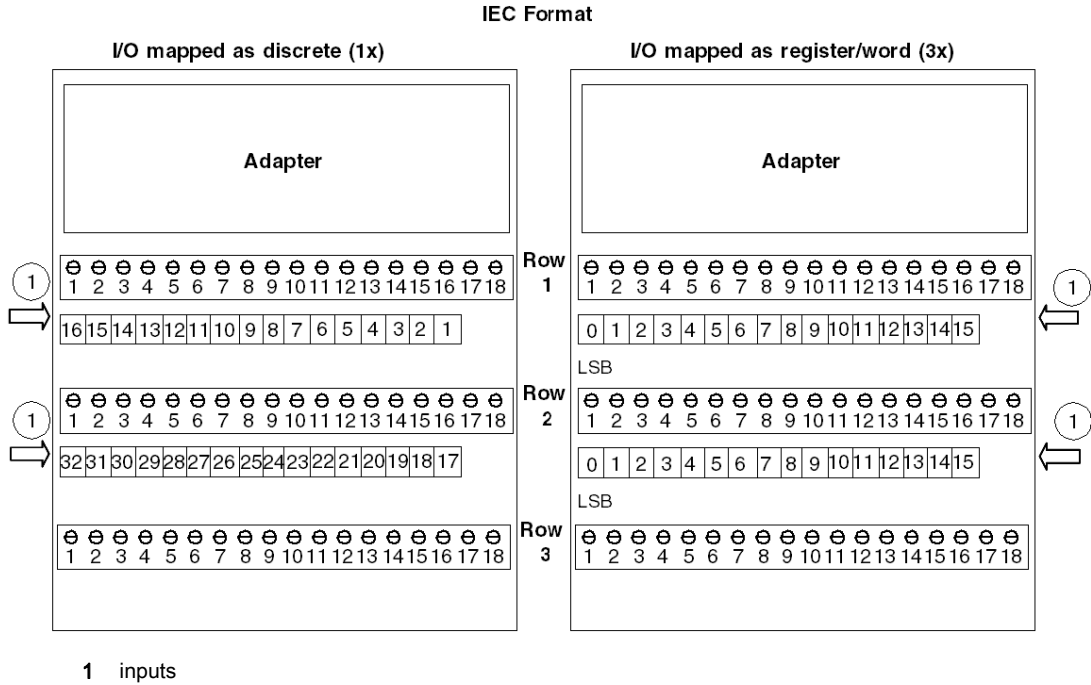 IEC Format
I/O mapped as discrete (1x)
I/O mapped as register/word (3x)
Adapter
Adapter
Row
1
1 2 3 4 5 6 7 8 9 10 11 12 13 14 15 16 17 18
1 2 3 4 5 6 7 8 9 10 11 12 13 14 15 16 17 18
1
1
16 15 14 13 12 11 10 9 8 7 6 5 4 3 2 1
0 1 2 3 4 5 6 7 8 9 10 11 12 13 14 15
LSB
Row
2
1 2 3 4 5 6 7 8 9 10 11 12 13 14 15 16 17 18
1 2 3 4 5 6 7 8 9 10 11 12 13 14 15 16 17 18
1
1
32 31 30 29 28 27 26 25 24 23 22 21 20 19 18 17
0 1 2 3 4 5 6 7 8 9 10 11 12 13 14 15
LSB
Row
3
1 2 3 4 5 6 7 8 9 10 11 12 13 14 15 16 17 18
1 2 3 4 5 6 7 8 9 10 11 12 13 14 15 16 17 18
1 inputs